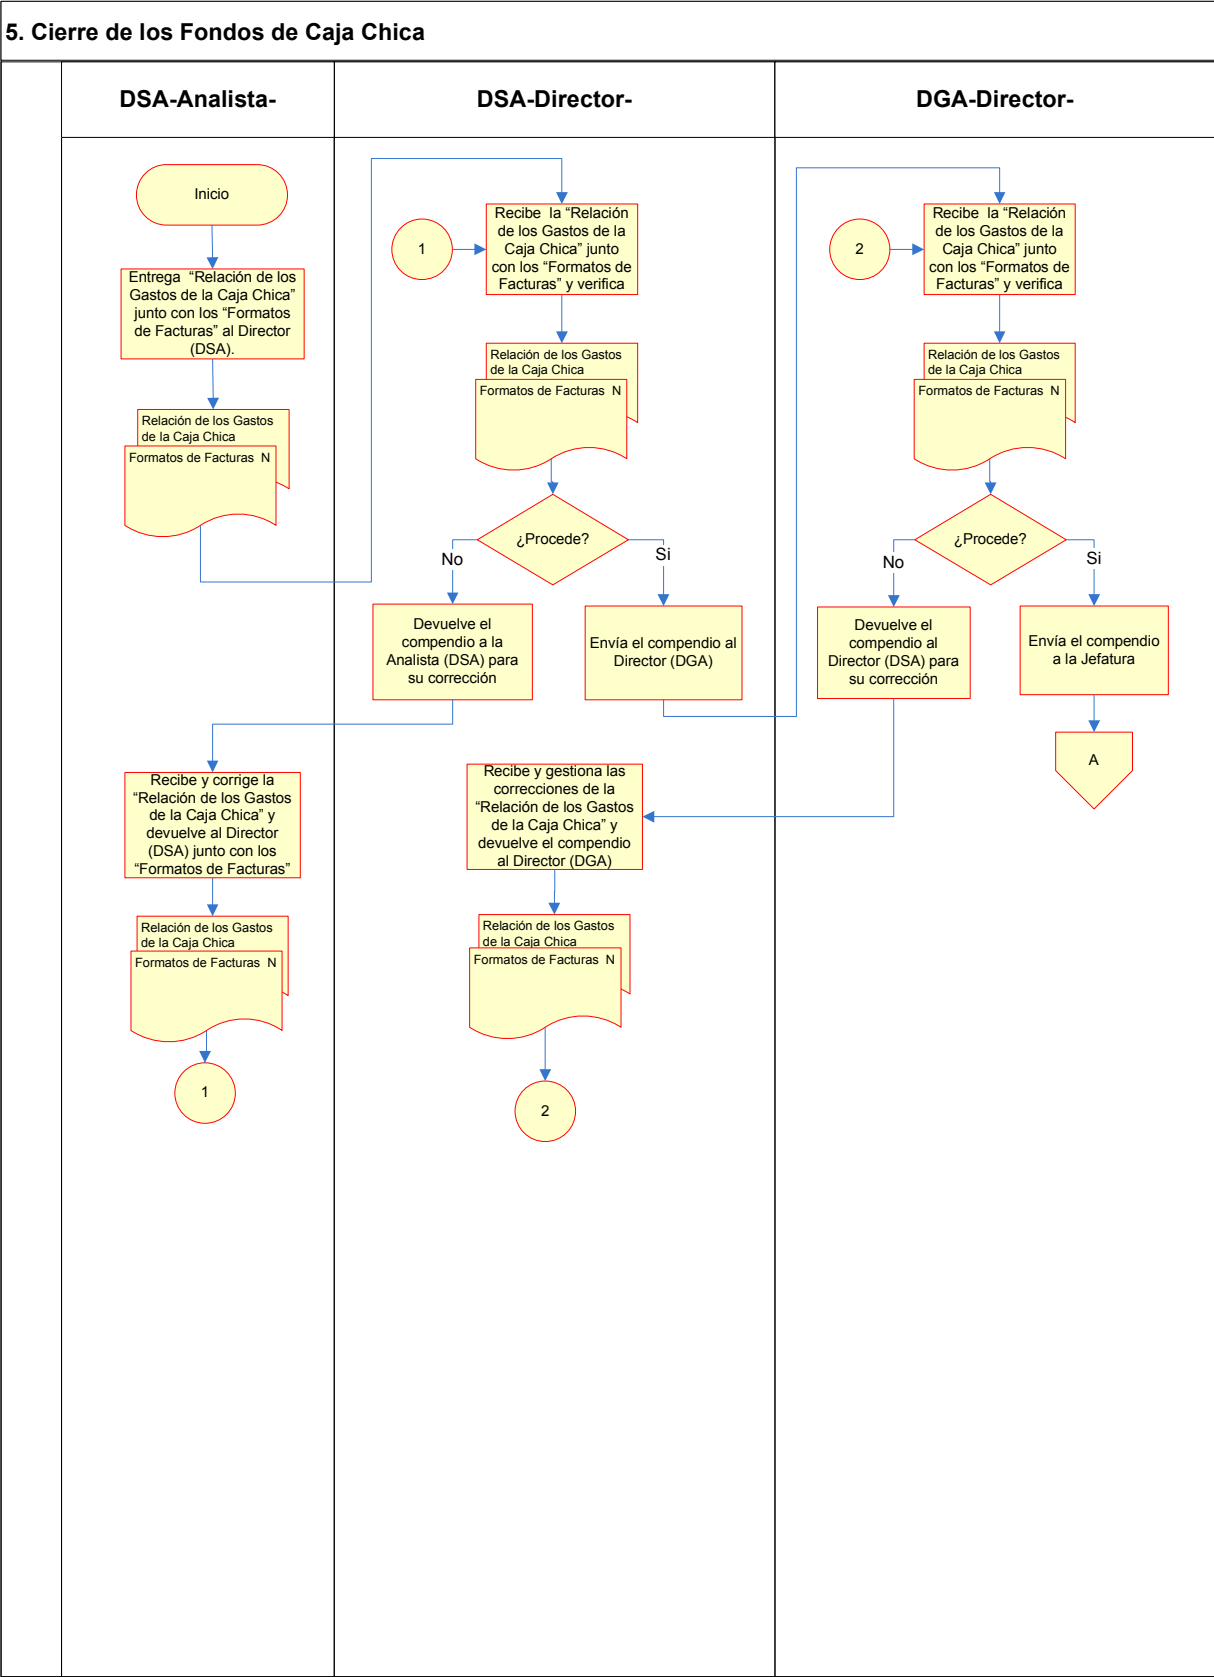 5. Cierre de los Fondos de Caja Chica
DSA-Analista-
DSA-Director-
DGA-Director-
Inicio
Entrega “Relación de los
Gastos de la Caja Chica”
junto con los “Formatos
de Facturas” al Director
(DSA).
Relación de los Gastos
de la Caja Chica
Formatos de Facturas N
1
Recibe la “Relación
de los Gastos de la
Caja Chica” junto
con los “Formatos de
Facturas” y verifica
Relación de los Gastos
de la Caja Chica
Formatos de Facturas N
¿Procede?
No
Si
Devuelve el
compendio a la
Analista (DSA) para
su corrección
Envía el compendio al
Director (DGA)
2
Recibe la “Relación
de los Gastos de la
Caja Chica” junto
con los “Formatos de
Facturas” y verifica
Relación de los Gastos
de la Caja Chica
Formatos de Facturas N
¿Procede?
No
Si
Devuelve el
compendio al
Director (DSA) para
su corrección
Envía el compendio
a la Jefatura
A
Recibe y corrige la
“Relación de los Gastos
de la Caja Chica” y
devuelve al Director
(DSA) junto con los
“Formatos de Facturas”
Relación de los Gastos
de la Caja Chica
Formatos de Facturas N
1
Recibe y gestiona las
correcciones de la
“Relación de los Gastos
de la Caja Chica” y
devuelve el compendio
al Director (DGA)
Relación de los Gastos
de la Caja Chica
Formatos de Facturas N
2